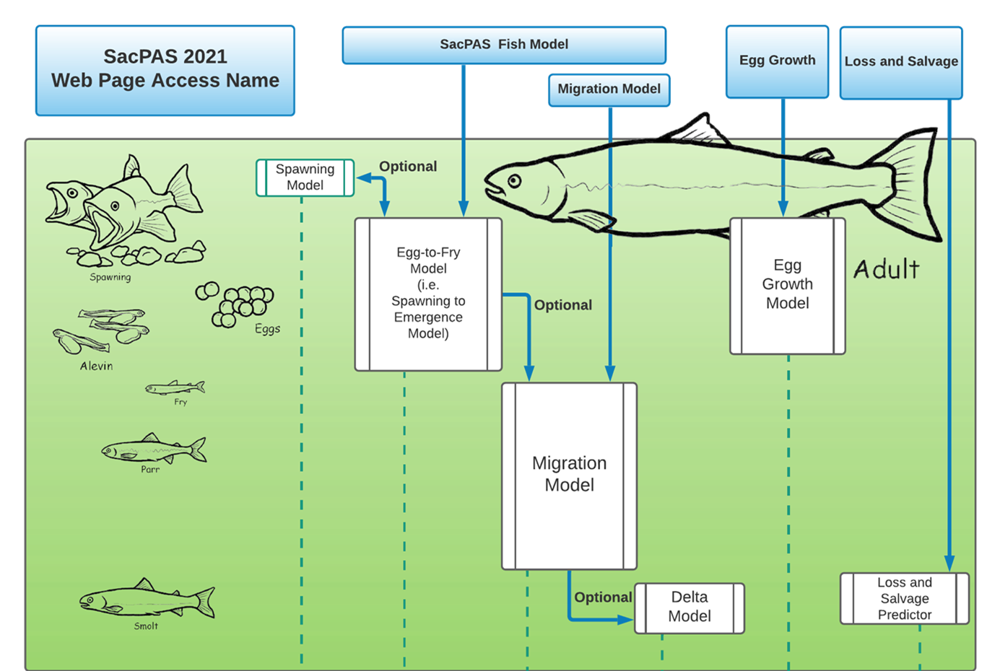 SacPAS 2021
Web Page Access Name
SacPAS Fish Model
Migration Model
Egg Growth
Loss and Salvage
Spawning
Model
Optional
Egg-to-Fry
Model
(i.e.
Spawning to
Emergence
Model)
Optional
Egg
Growth
Model
Adult
Spawning
Eggs
Alevin
Fry
Parr
Migration
Model
Smolt
Optional
Delta
Model
Loss and
Salvage
Predictor